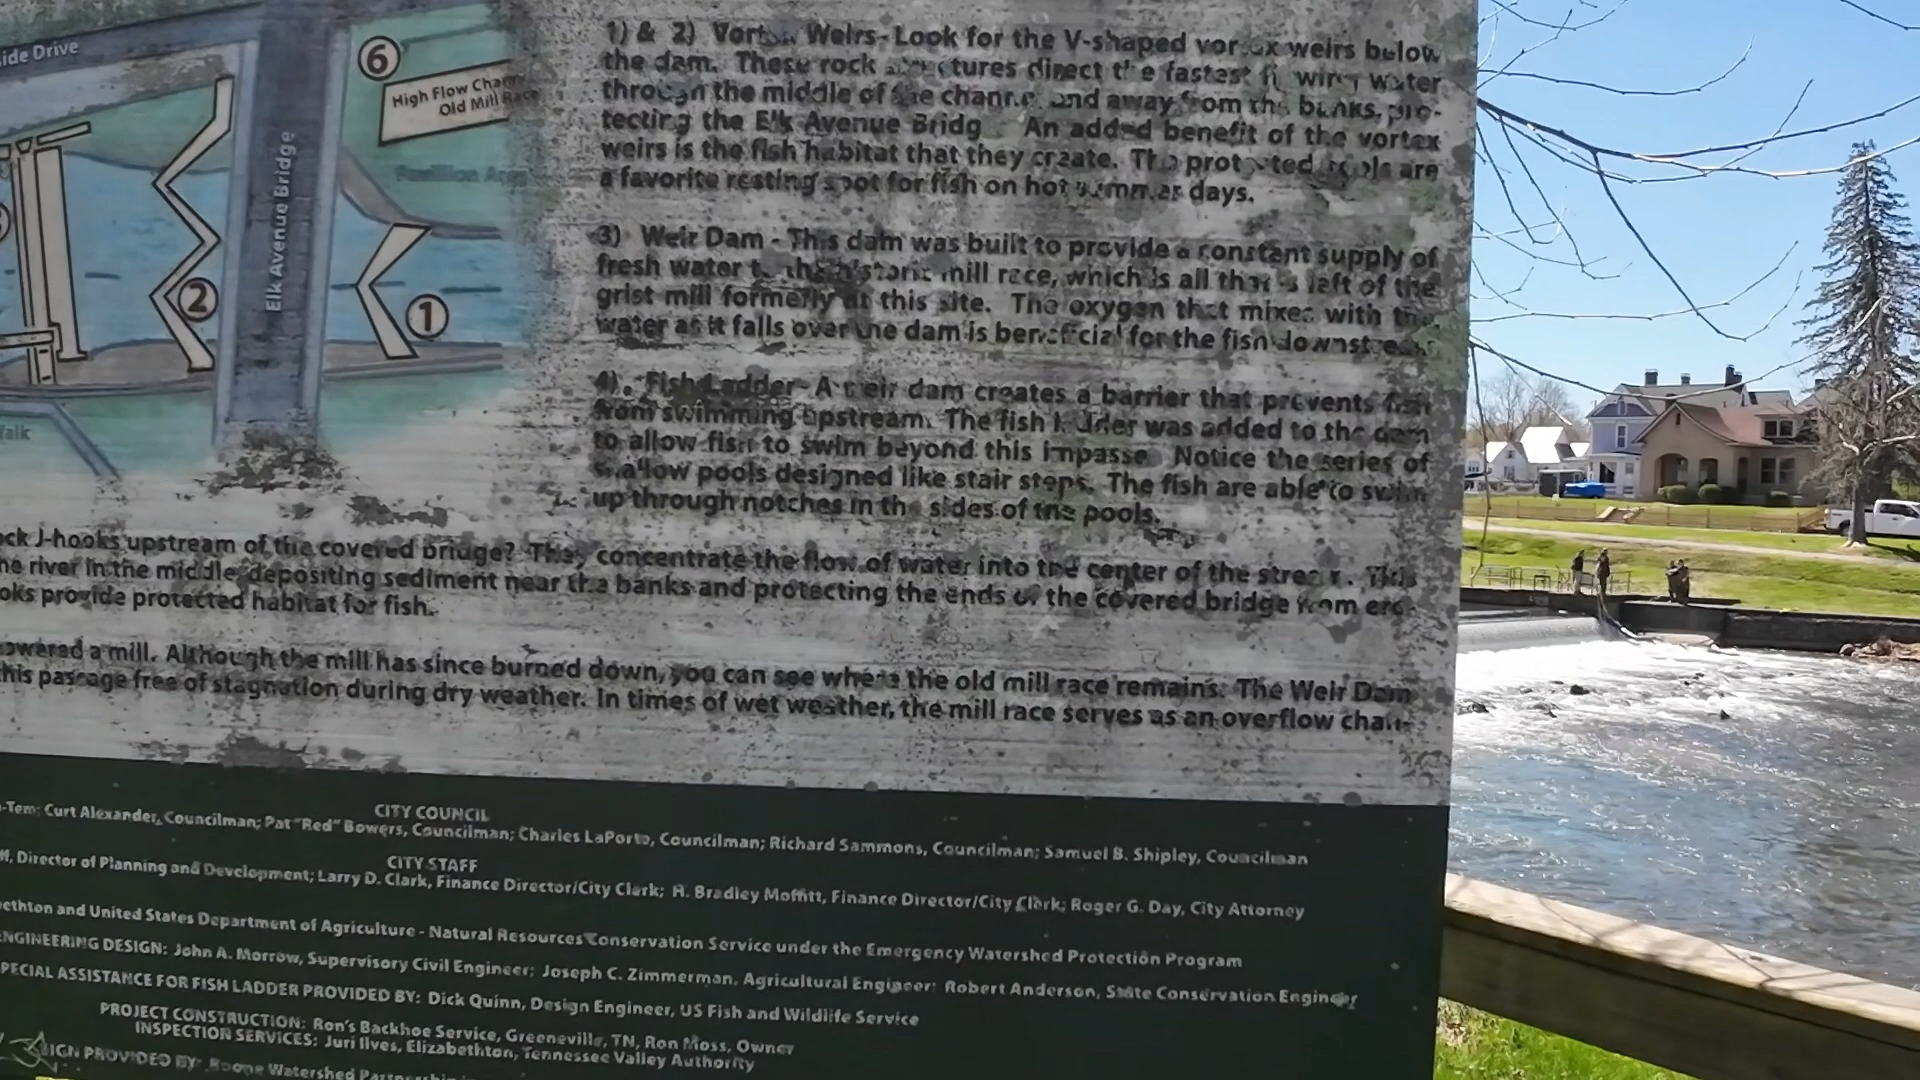 ide Drive
6
High Flow Chan
Old Mill Race
Pavilion Area
Elk Avenue Bridge
2
1
alk
1) & 2) Vortex Weirs - Look for the V-shaped vortex weirs below
the dam. These rock structures direct the fastest flowing water
through the middle of the channel and away from the banks, pro-
tecting the Elk Avenue Bridg An added benefit of the vortex
weirs is the fish habitat that they create. The protected pools are
a favorite resting spot for fish on hot summer days.
3) Weir Dam - This dam was built to provide a constant supply of
fresh water to the historic mill race, which is all that is left of the
grist mill formerly at this site. The oxygen that mixes with the
water as it falls over the dam is beneficial for the fish downstream.
4). Fish Ladder - A weir dam creates a barrier that prevents fish
from swimming upstream. The fish ladder was added to the dam
to allow fish to swim beyond this impasse Notice the series of
shallow pools designed like stair steps. The fish are able to swim
up through notches in the sides of the pools.
ck J-hooks upstream of the covered bridge? They concentrate the flow of water into the center of the stream. This
he river in the middle, depositing sediment near the banks and protecting the ends of the covered bridge from ero-
oks provide protected habitat for fish.
owered a mill. Although the mill has since burned down, you can see where the old mill race remains. The Weir Dam
his passage free of stagnation during dry weather. In times of wet weather, the mill race serves as an overflow chan-
CITY COUNCIL
-Tem; Curt Alexander, Councilman; Pat "Red" Bowers, Councilman; Charles LaPorte, Councilman; Richard Sammons, Councilman; Samuel B. Shipley, Councilman
CITY STAFF
ff, Director of Planning and Development; Larry D. Clark, Finance Director/City Clerk; H. Bradley Moffitt, Finance Director/City Clerk; Roger G. Day, City Attorney
bethton and United States Department of Agriculture - Natural Resources Conservation Service under the Emergency Watershed Protection Program
ENGINEERING DESIGN: John A. Morrow, Supervisory Civil Engineer; Joseph C. Zimmerman, Agricultural Engineer; Robert Anderson, State Conservation Engineer
PECIAL ASSISTANCE FOR FISH LADDER PROVIDED BY: Dick Quinn, Design Engineer, US Fish and Wildlife Service
PROJECT CONSTRUCTION: Ron's Backhoe Service, Greeneville, TN, Ron Moss, Owner
INSPECTION SERVICES: Juri Ilves, Elizabethton, Tennessee Valley Authority
SIGN PROVIDED BY: Boone Watershed Partnership